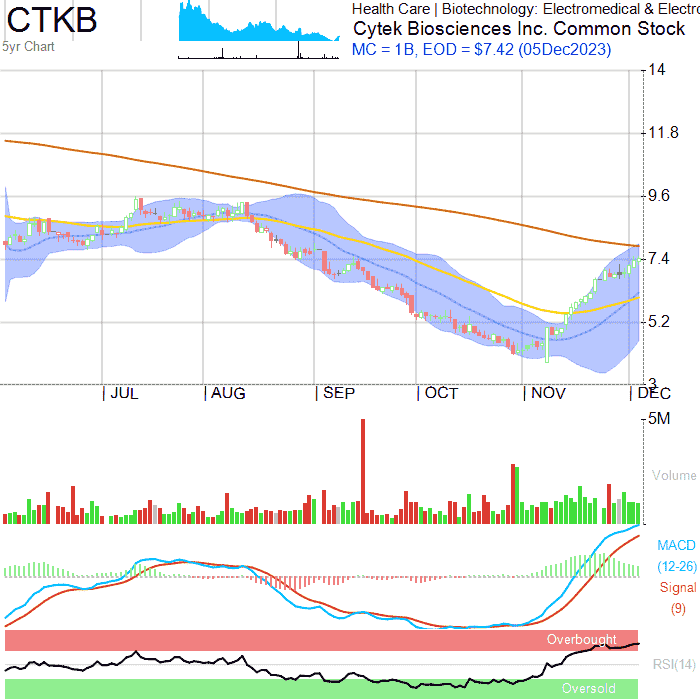 CTKB
5yr Chart
Health Care | Biotechnology: Electromedical & Electro
Cytek Biosciences Inc. Common Stock
MC = 1B, EOD = $7.42 (05Dec2023)
14
11.8
9.6
7.4
5.2
3
JUL AUG SEP OCT NOV DEC
5M
Volume
MACD
(12-26)
Signal
(9)
Overbought
RSI(14)
Oversold